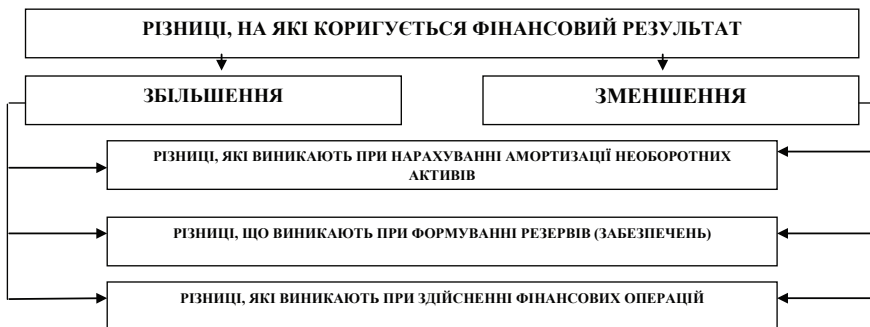 РІЗНИЦІ, НА ЯКІ КОРИГУЄТЬСЯ ФІНАНСОВИЙ РЕЗУЛЬТАТ
ЗБІЛЬШЕННЯ
ЗМЕНШЕННЯ
РІЗНИЦІ, ЯКІ ВИНИКАЮТЬ ПРИ НАРАХУВАННІ АМОРТИЗАЦІЇ НЕОБОРОТНИХ
АКТИВІВ
РІЗНИЦІ, ЩО ВИНИКАЮТЬ ПРИ ФОРМУВАННІ РЕЗЕРВІВ (ЗАБЕЗПЕЧЕНЬ)
РІЗНИЦІ, ЯКІ ВИНИКАЮТЬ ПРИ ЗДІЙСНЕННІ ФІНАНСОВИХ ОПЕРАЦІЙ